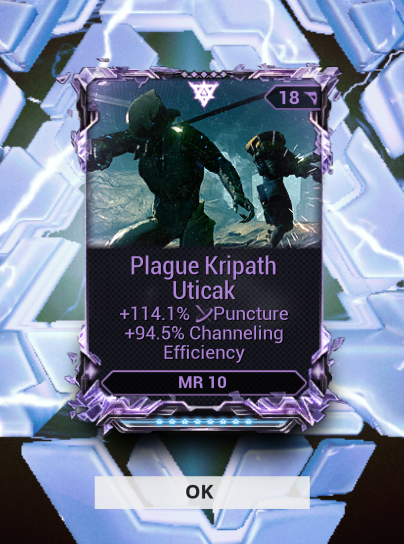 18
Plague Kripath
Uticak
+114.1% Puncture
+94.5% Channeling
Efficiency
MR 10
OK